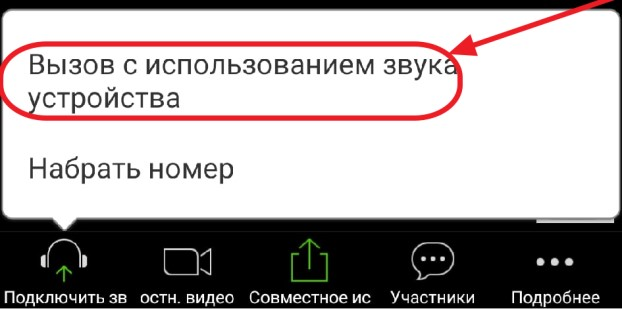 Вызов с использованием звука
устройства
Набрать номер
Подключить зв остн. видео Совместное ис Участники Подробнее